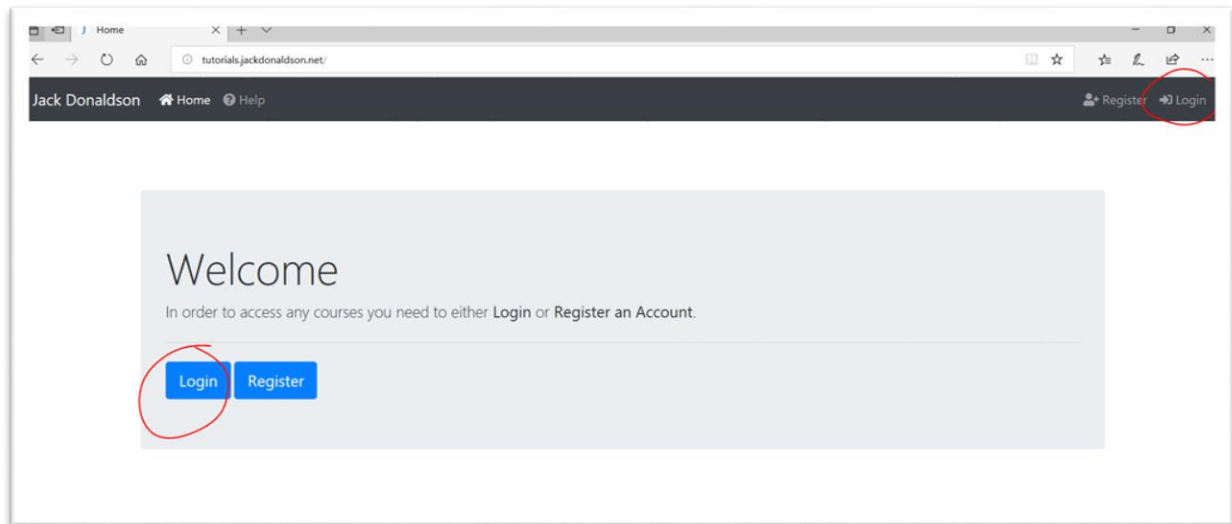 Home
tutorials.jackdonaldson.net/
Jack Donaldson Home Help Register Login
Welcome
In order to access any courses you need to either Login or Register an Account.
Login Register